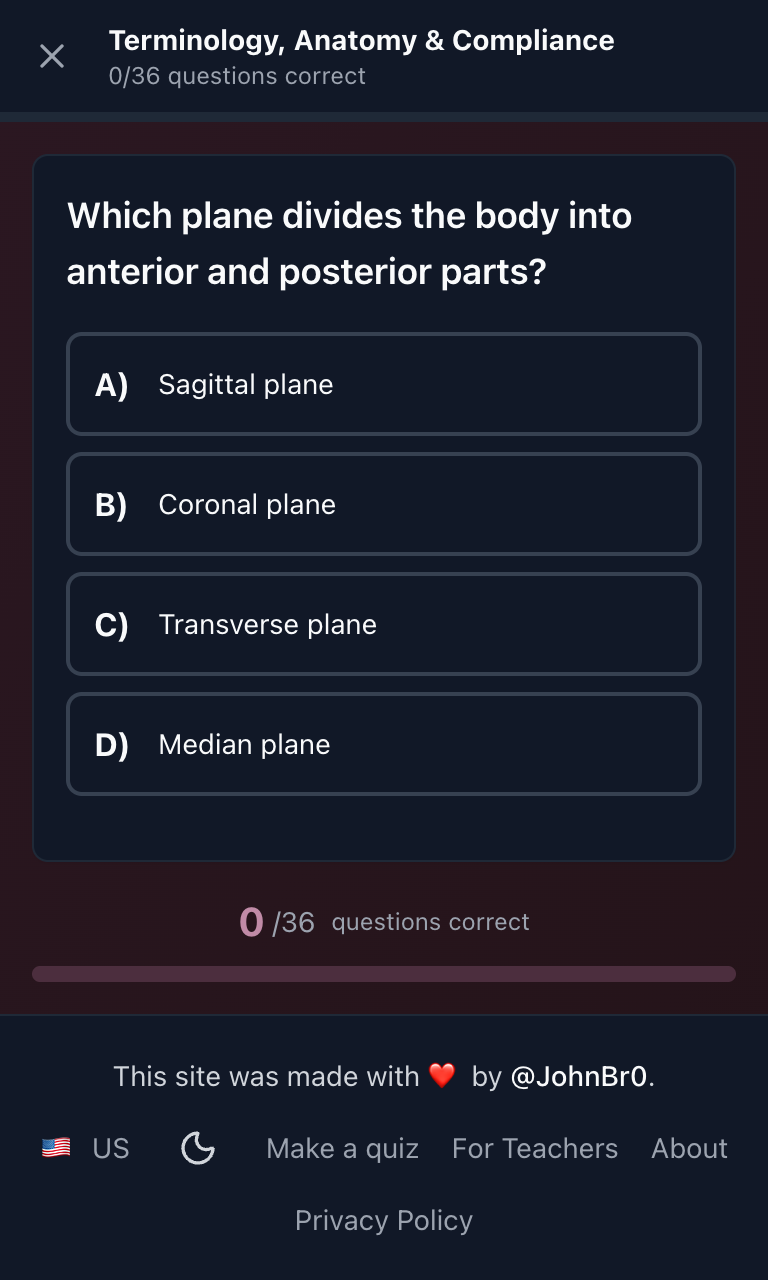 Terminology, Anatomy & Compliance
0/36 questions correct
Which plane divides the body into
anterior and posterior parts?
A) Sagittal plane
B) Coronal plane
C) Transverse plane
D) Median plane
0 /36 questions correct
This site was made with ❤️ by @JohnBr0.
🇺🇸 US Make a quiz For Teachers About
Privacy Policy